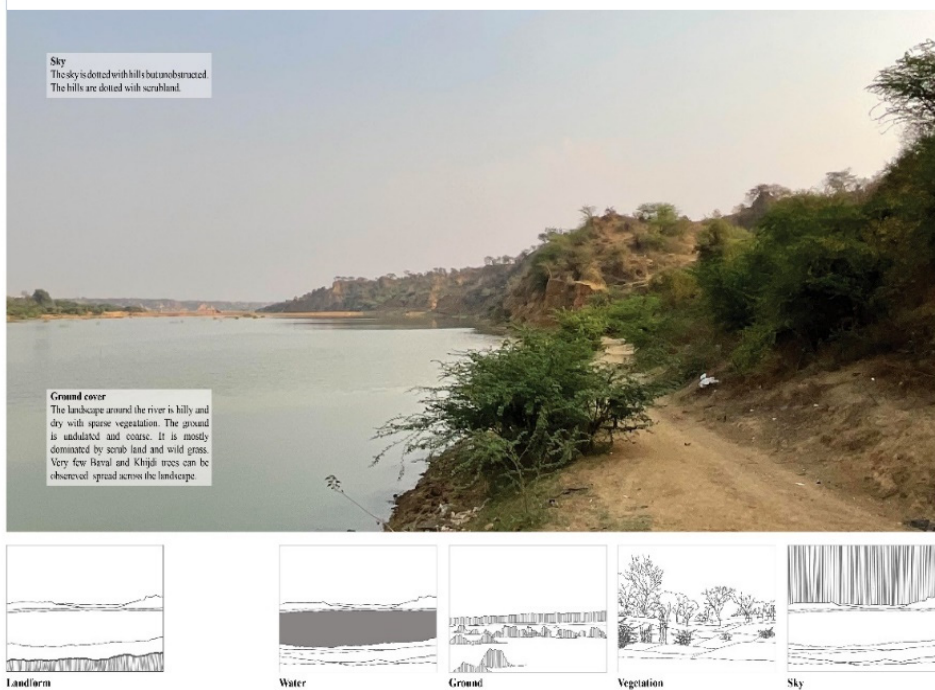 Sky
The sky is dotted with hills but unobstructed.
The hills are dotted with scrubland.
Ground cover
The landscape around the river is hilly and
dry with sparse vegeatation. The ground
is undulated and coarse. It is mostly
dominated by scrub land and wild grass.
Very few Baval and Khijdi trees can be
obsereved spread across the landscape.
Landform
Water
Ground
Vegetation
Sky